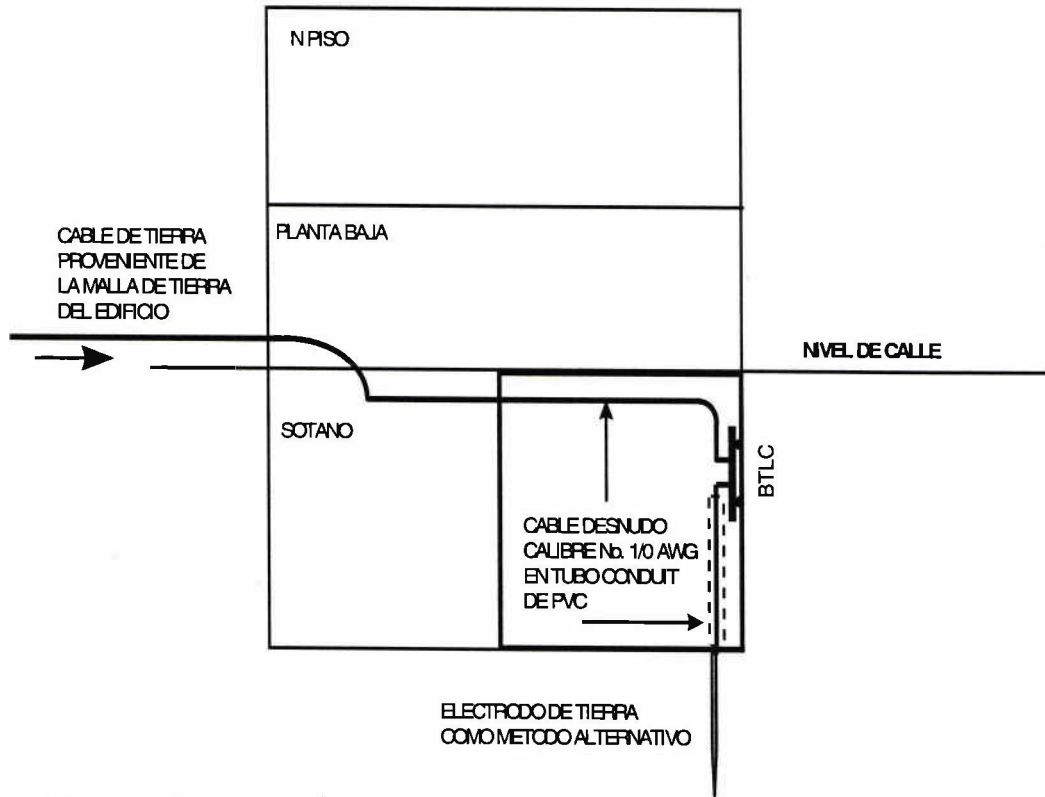 N PISO
PLANTA BAJA
CABLE DE TIERRA
PROVENIENTE DE
LA MALLA DE TIERRA
DEL EDIFICIO
NIVEL DE CALLE
SOTANO
BTLC
CABLE DESNUDO
CALIBRE No. 1/0 AWG
EN TUBO CONDUIT
DE PVC
ELECTRODO DE TIERRA
COMO METODO ALTERNATIVO